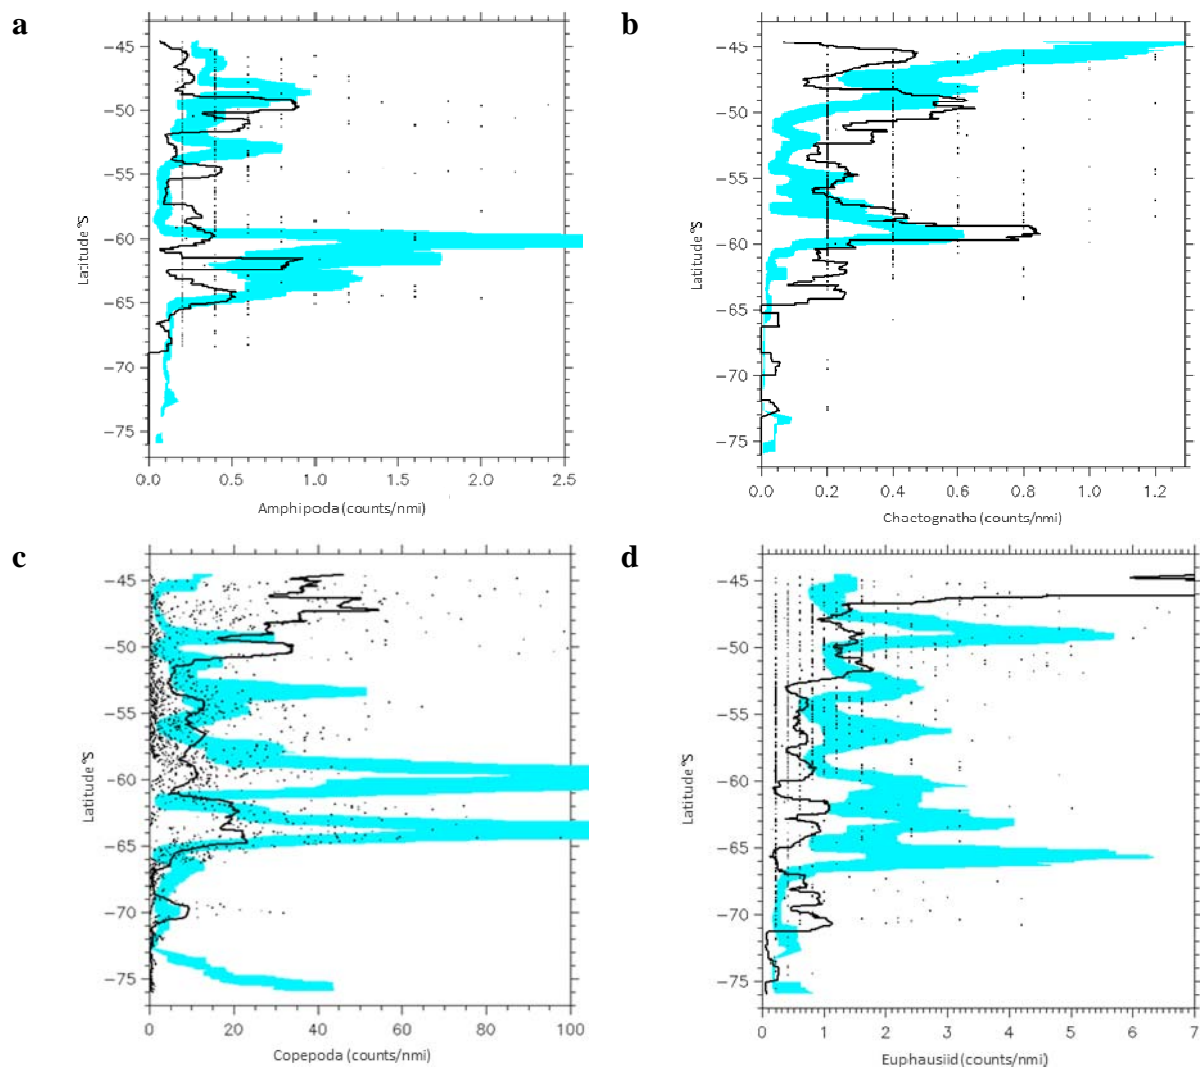 a
−45
−50
−55
−60
−65
−70
−75
Latitude °S
0.0 0.5 1.0 1.5 2.0 2.5
Amphipoda (counts/nmi)
b
−45
−50
−55
−60
−65
−70
−75
Latitude °S
0.0 0.2 0.4 0.6 0.8 1.0 1.2
Chaetognatha (counts/nmi)
c
−45
−50
−55
−60
−65
−70
−75
Latitude °S
0 20 40 60 80 100
Copepoda (counts/nmi)
d
−45
−50
−55
−60
−65
−70
−75
Latitude °S
0 1 2 3 4 5 6 7
Euphausiid (counts/nmi)